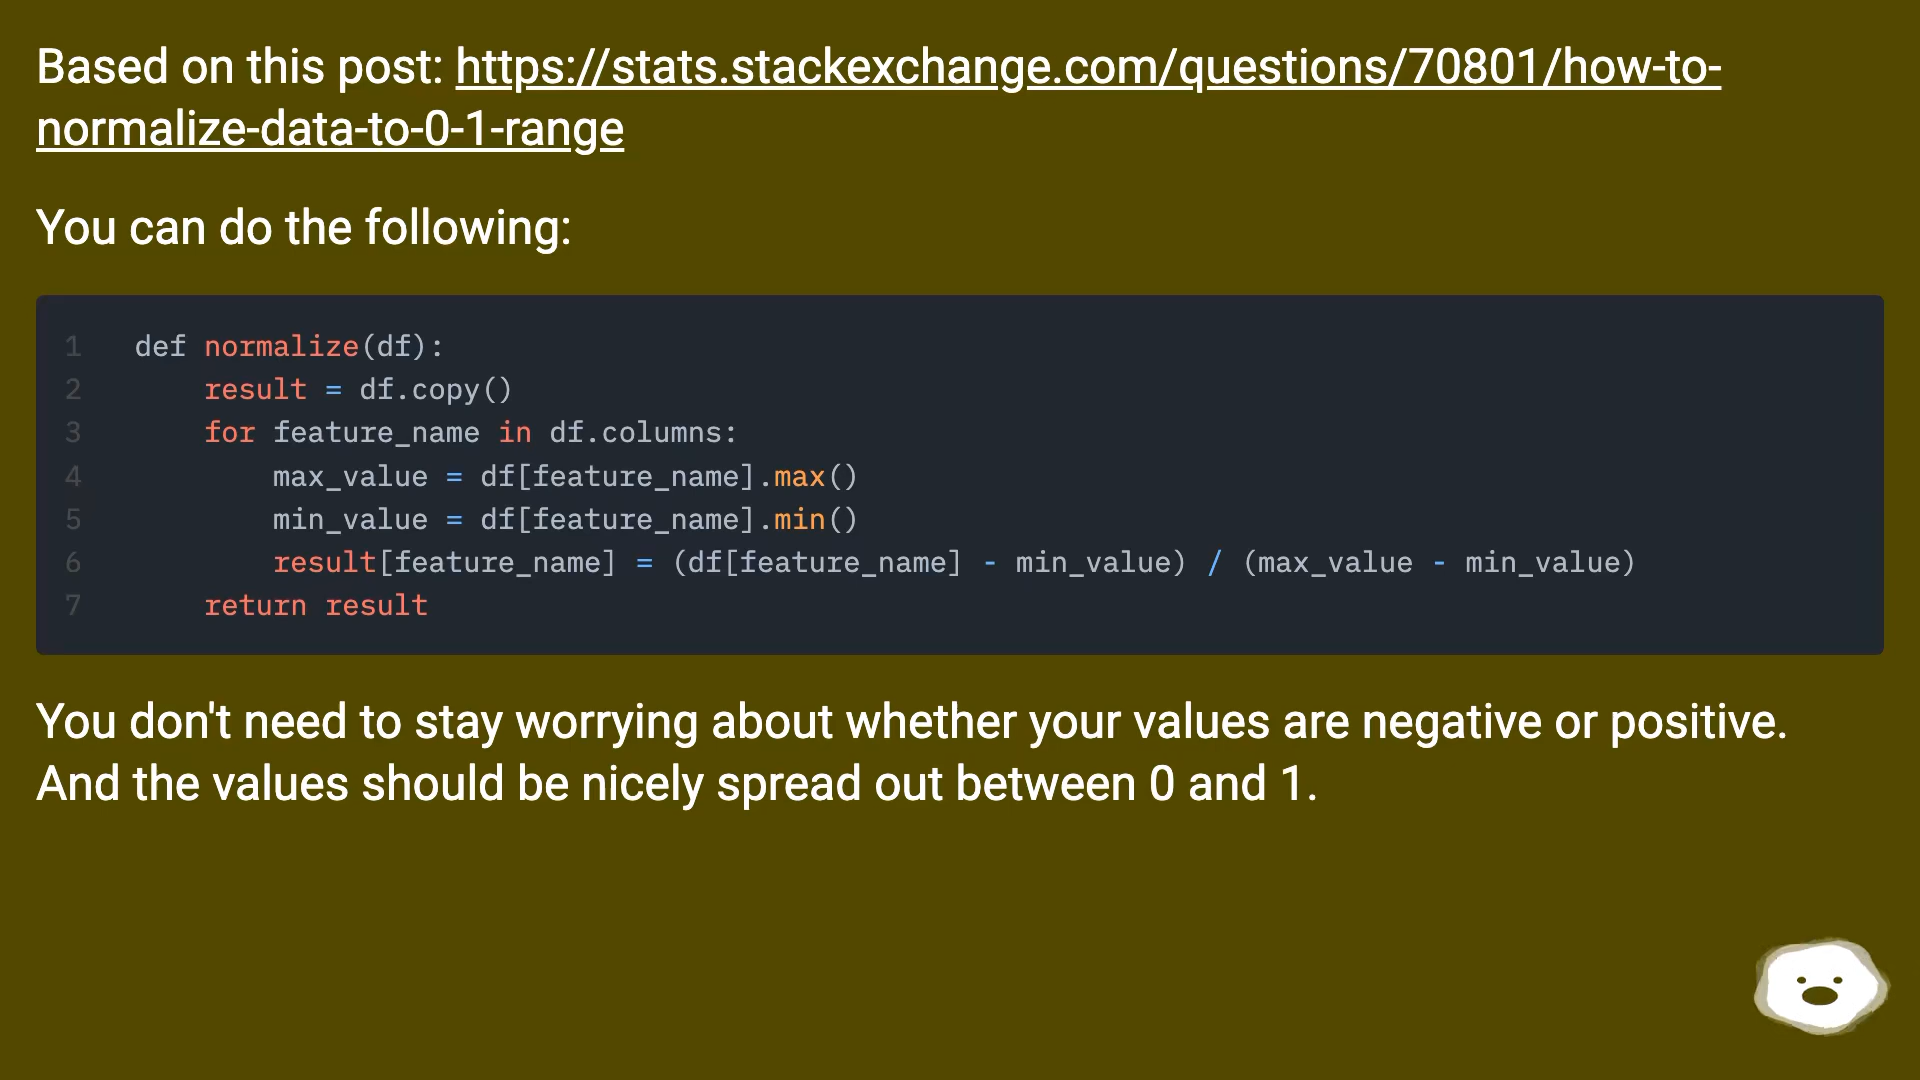 Based on this post: https://stats.stackexchange.com/questions/70801/how-to-
normalize-data-to-0-1-range
You can do the following:
1 def normalize(df):
2     result = df.copy()
3     for feature_name in df.columns:
4         max_value = df[feature_name].max()
5         min_value = df[feature_name].min()
6         result[feature_name] = (df[feature_name] - min_value) / (max_value - min_value)
7     return result
You don't need to stay worrying about whether your values are negative or positive.
And the values should be nicely spread out between 0 and 1.